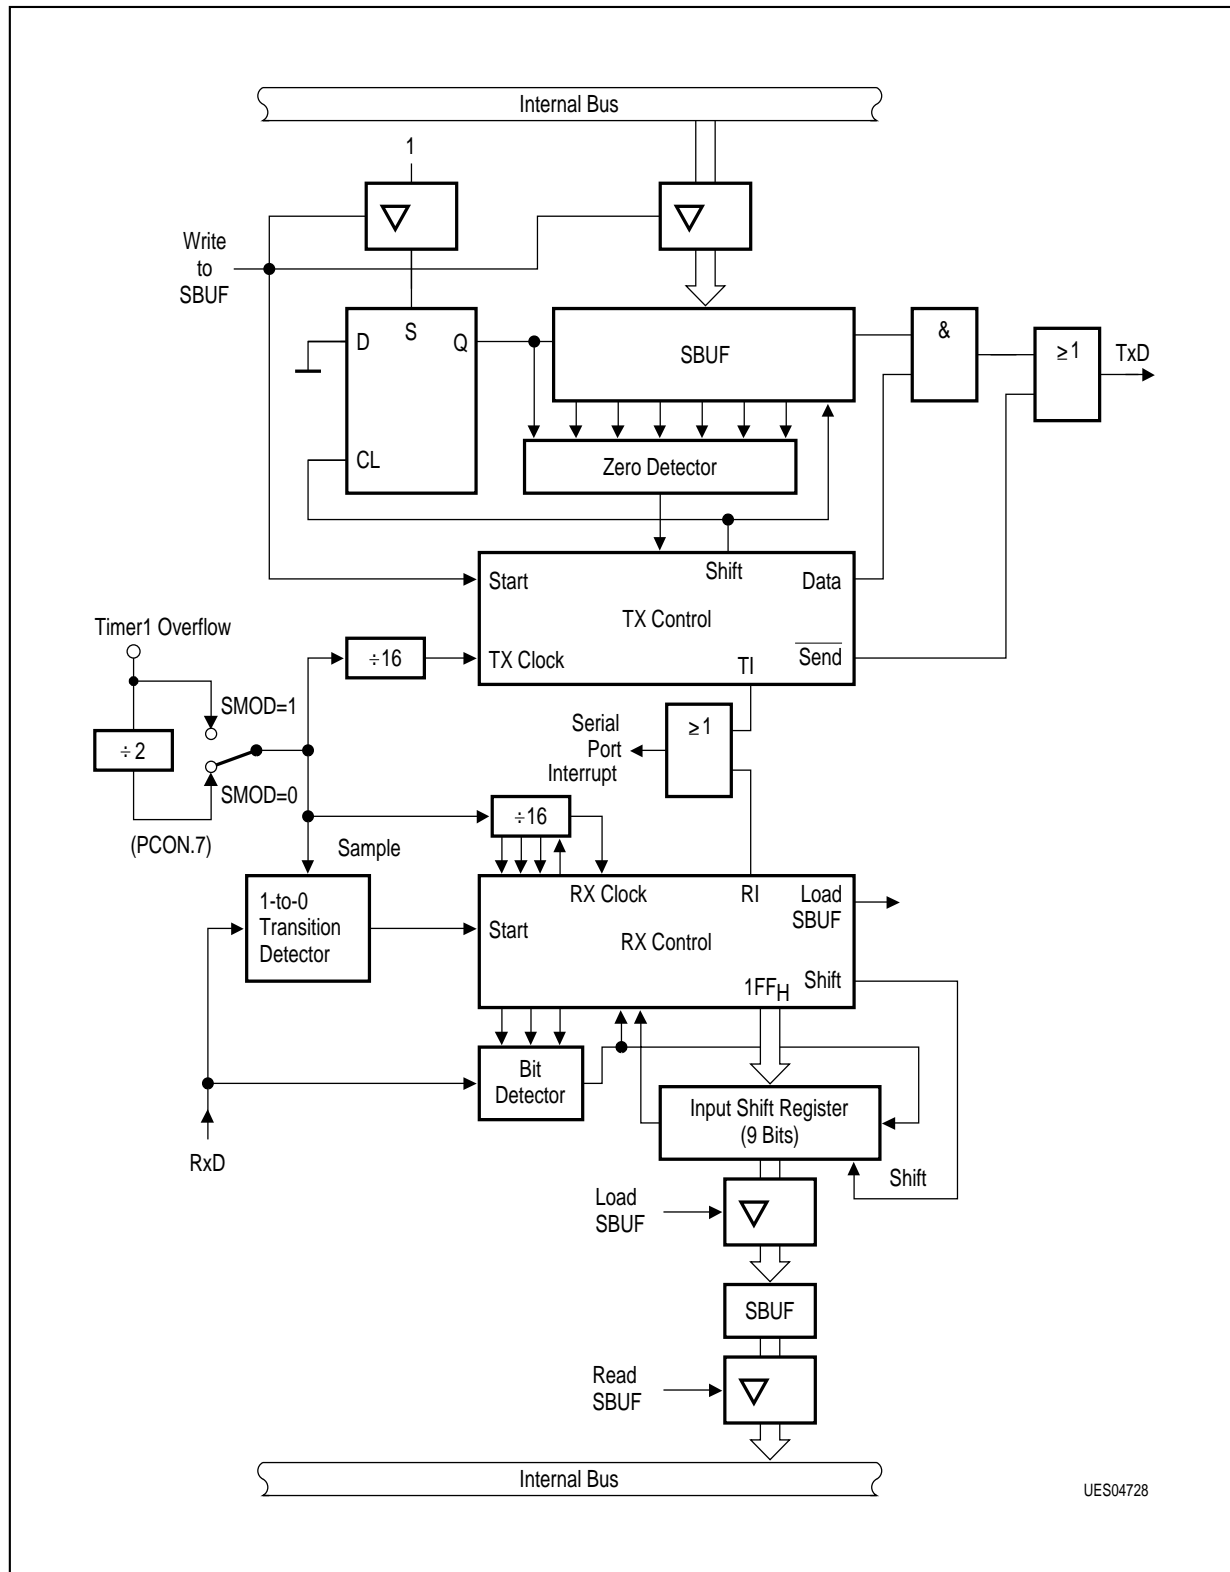 Internal Bus
1
Write
to
SBUF
D
S
Q
CL
SBUF
&
≥1
TxD
Zero Detector
Start
Shift
Data
TX Control
TX Clock
TI
Send
Timer1 Overflow
÷16
SMOD=1
÷2
SMOD=0
(PCON.7)
Serial
Port
Interrupt
≥1
÷16
Sample
1-to-0
Transition
Detector
RX Clock
RI
Load
SBUF
Start
RX Control
1FFH
Shift
Bit
Detector
Input Shift Register
(9 Bits)
RxD
Shift
Load
SBUF
SBUF
Read
SBUF
Internal Bus
UES04728